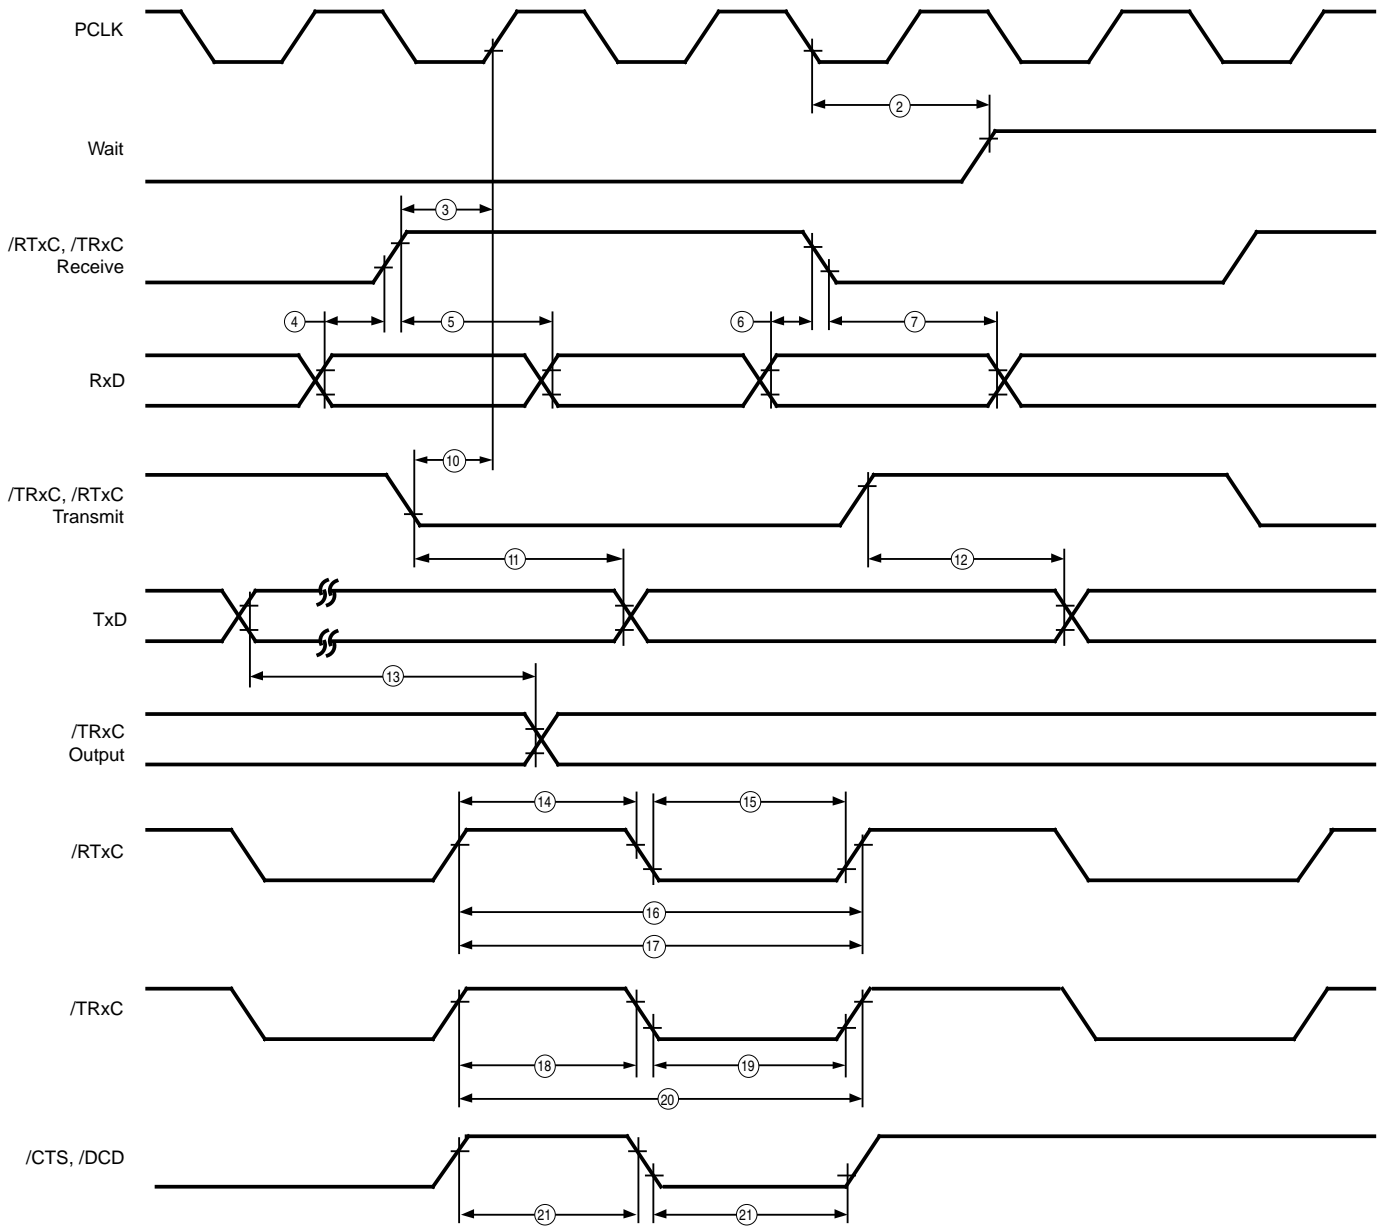 PCLK
2
Wait
3
/RTxC, /TRxC
Receive
4
5
6
7
RxD
10
/TRxC, /RTxC
Transmit
11
12
TxD
13
/TRxC
Output
14
15
/RTxC
16
17
/TRxC
18
19
20
/CTS, /DCD
21
21